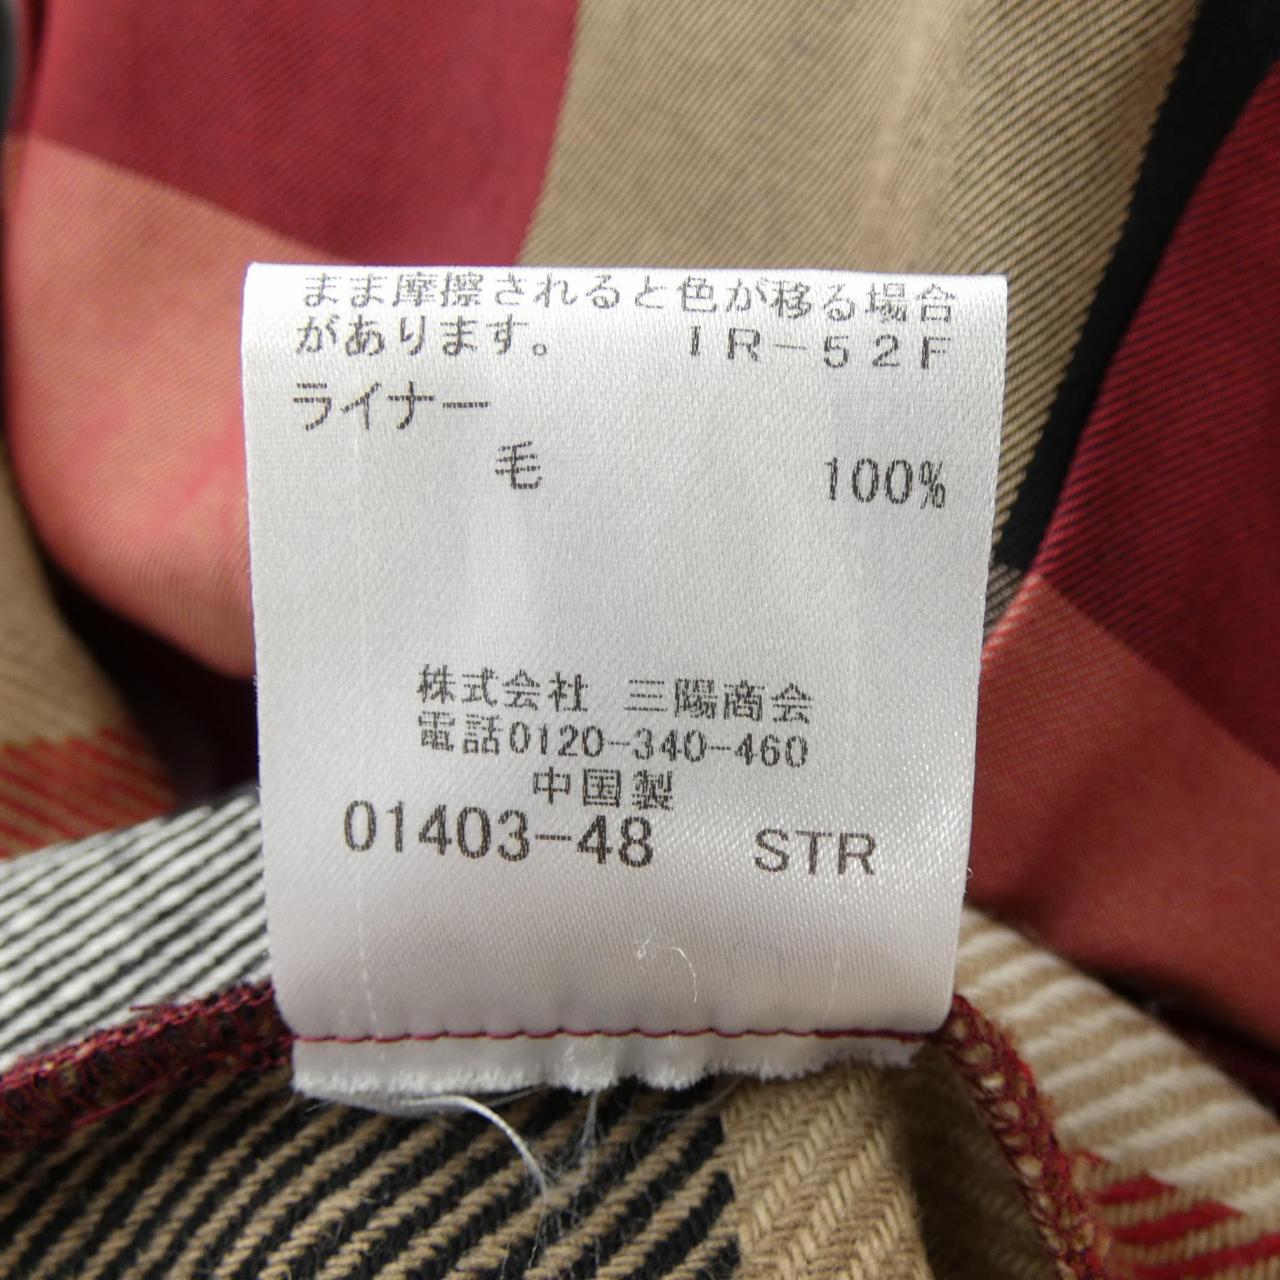 まま摩擦されると色が移る場合
があります。 IR-52F
ライナー
毛 100%
株式会社 三陽商会
電話0120-340-460
中国製
01403-48 STR